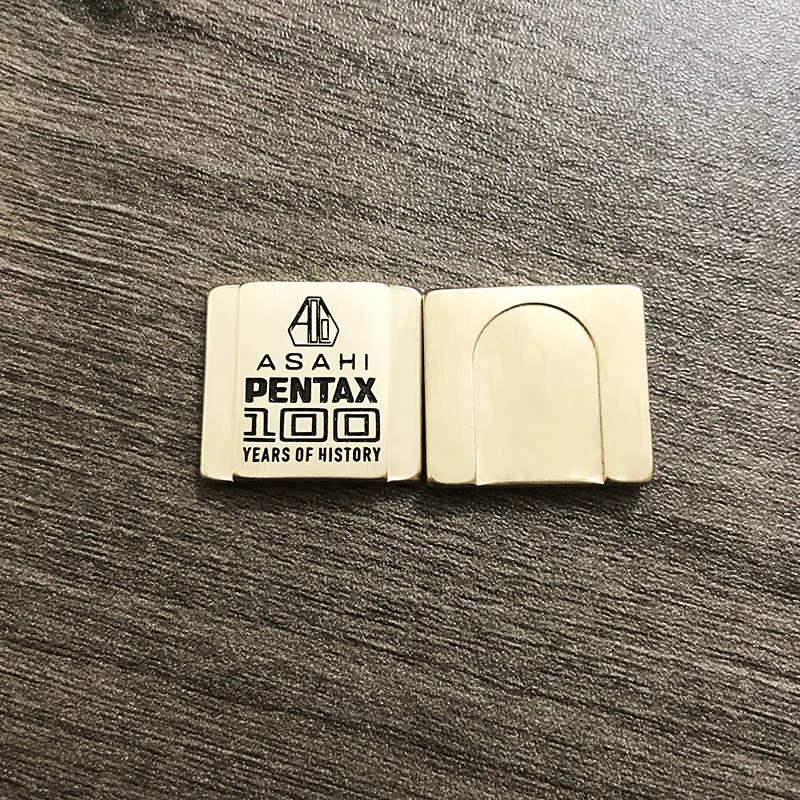 ASAHI
PENTAX
100
YEARS OF HISTORY